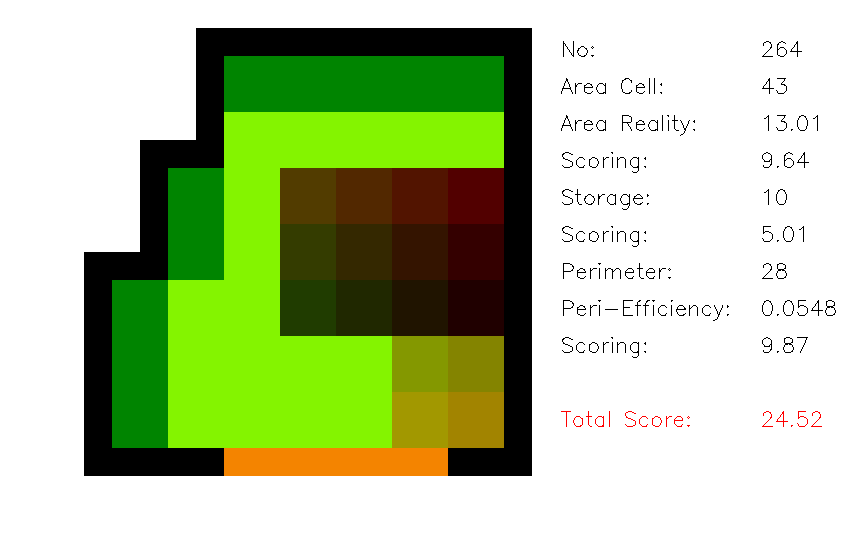 No: 264
Area Cell: 43
Area Reality: 13.01
Scoring: 9.64
Storage: 10
Scoring: 5.01
Perimeter: 28
Peri-Efficiency: 0.0548
Scoring: 9.87
Total Score: 24.52